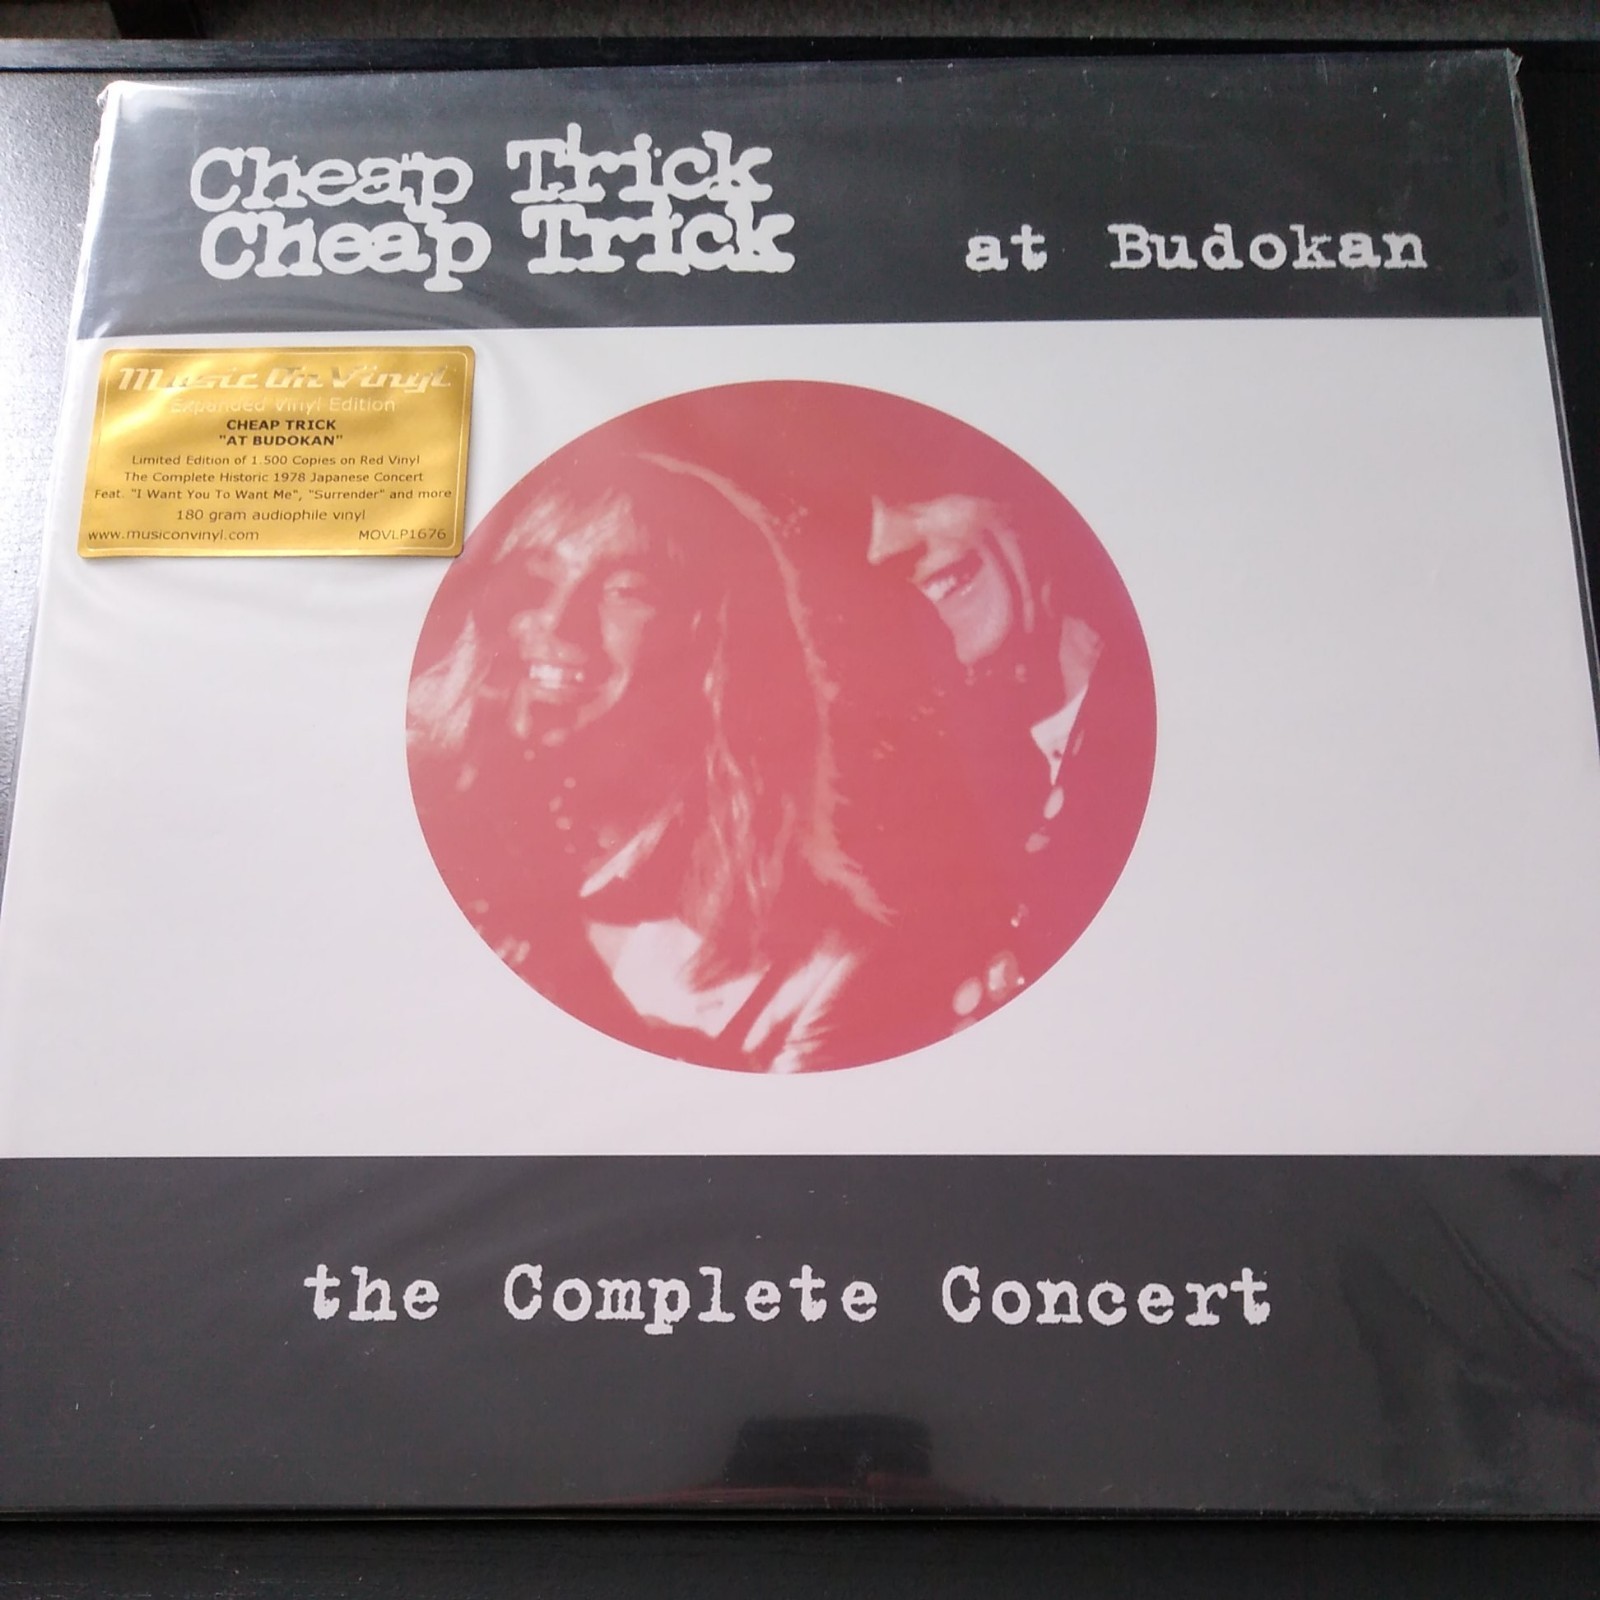 Cheap Trick
Cheap Trick
at Budokan
Music On Vinyl
Expanded Vinyl Edition
CHEAP TRICK
"AT BUDOKAN"
Limited Edition of 1.500 Copies on Red Vinyl
The Complete Historic 1978 Japanese Concert
Feat. "I Want You To Want Me", "Surrender" and more
180 gram audiophile vinyl
www.musiconvinyl.com MOVLP1676
the Complete Concert